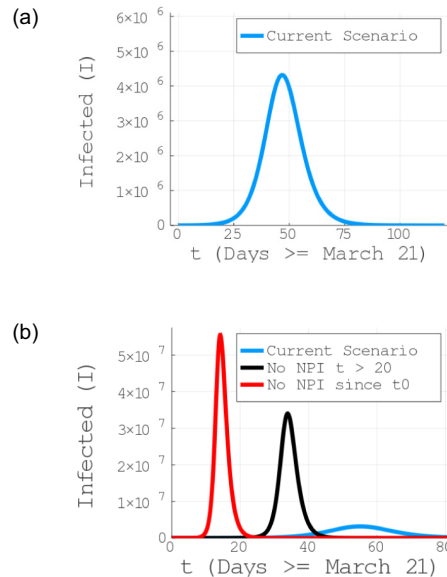 (a)
6×10 6
Current Scenario
5×10 6
4×10 6
3×10 6
2×10 6
1×10 6
0
Infected (I)
0 25 50 75 100
t (Days >= March 21)
(b)
Current Scenario
No NPI t > 20
No NPI since t0
5×10 7
4×10 7
3×10 7
2×10 7
1×10 7
0
Infected (I)
0 20 40 60 80
t (Days >= March 21)